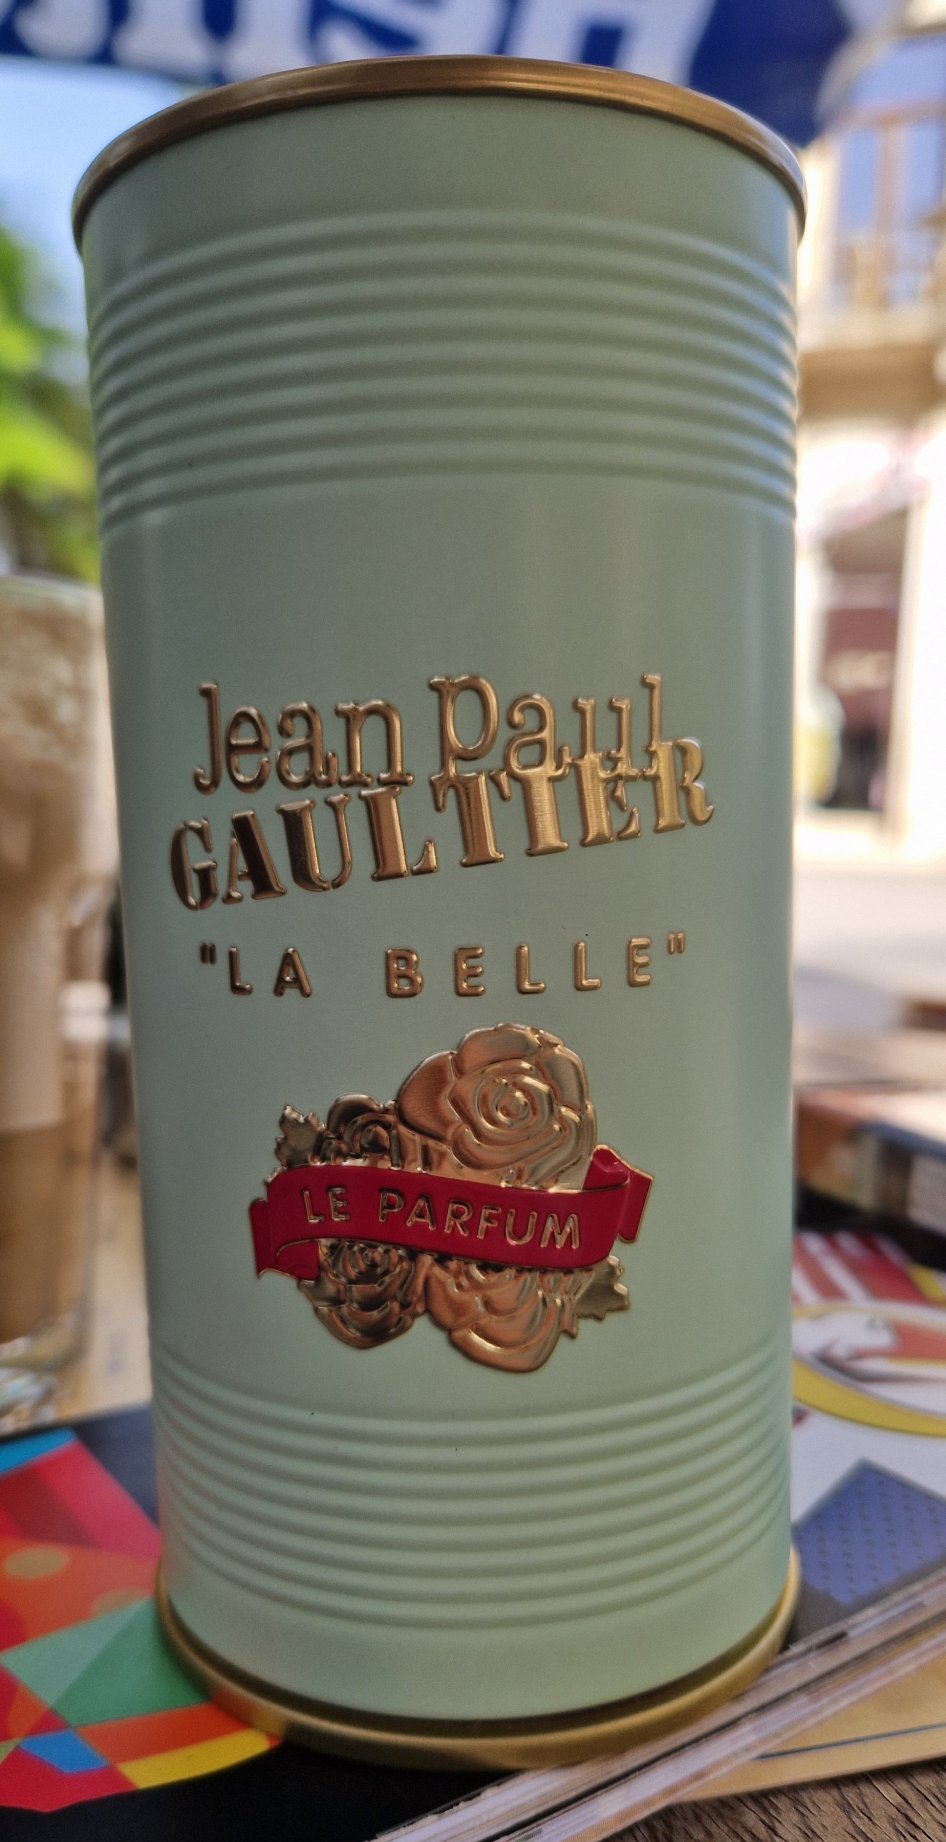 Jean Paul
GAULTIER
"LA BELLE"
LE PARFUM